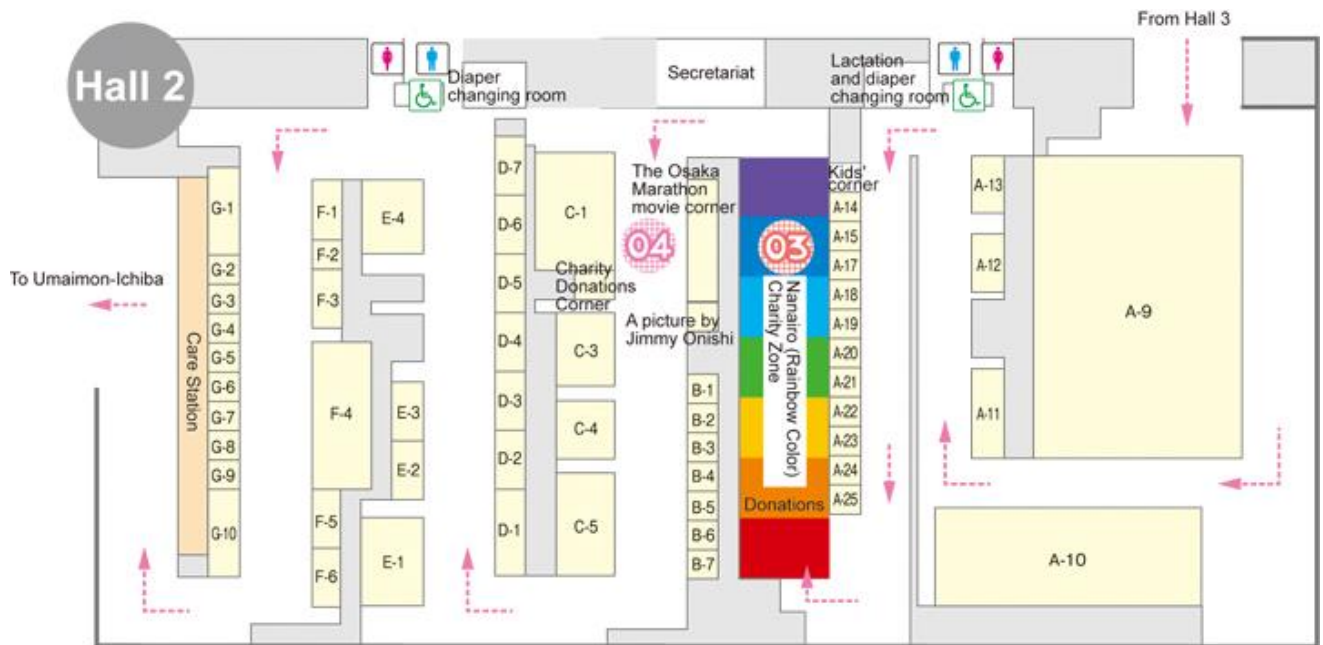 Hall 2
From Hall 3
Diaper
changing room
Secretariat
Lactation
and diaper
changing room
To Umaimon-Ichiba
Care Station
G-1
G-2
G-3
G-4
G-5
G-6
G-7
G-8
G-9
G-10
F-1
F-2
F-3
F-4
F-5
F-6
E-4
E-3
E-2
E-1
D-7
D-6
D-5
D-4
D-3
D-2
D-1
C-1
Charity
Donations
Corner
C-3
C-4
C-5
The Osaka
Marathon
movie corner
04
A picture by
Jimmy Onishi
B-1
B-2
B-3
B-4
B-5
B-6
B-7
03
Nanairo (Rainbow Color)
Charity Zone
Donations
Kids'
corner
A-14
A-15
A-17
A-18
A-19
A-20
A-21
A-22
A-23
A-24
A-25
A-13
A-12
A-11
A-9
A-10